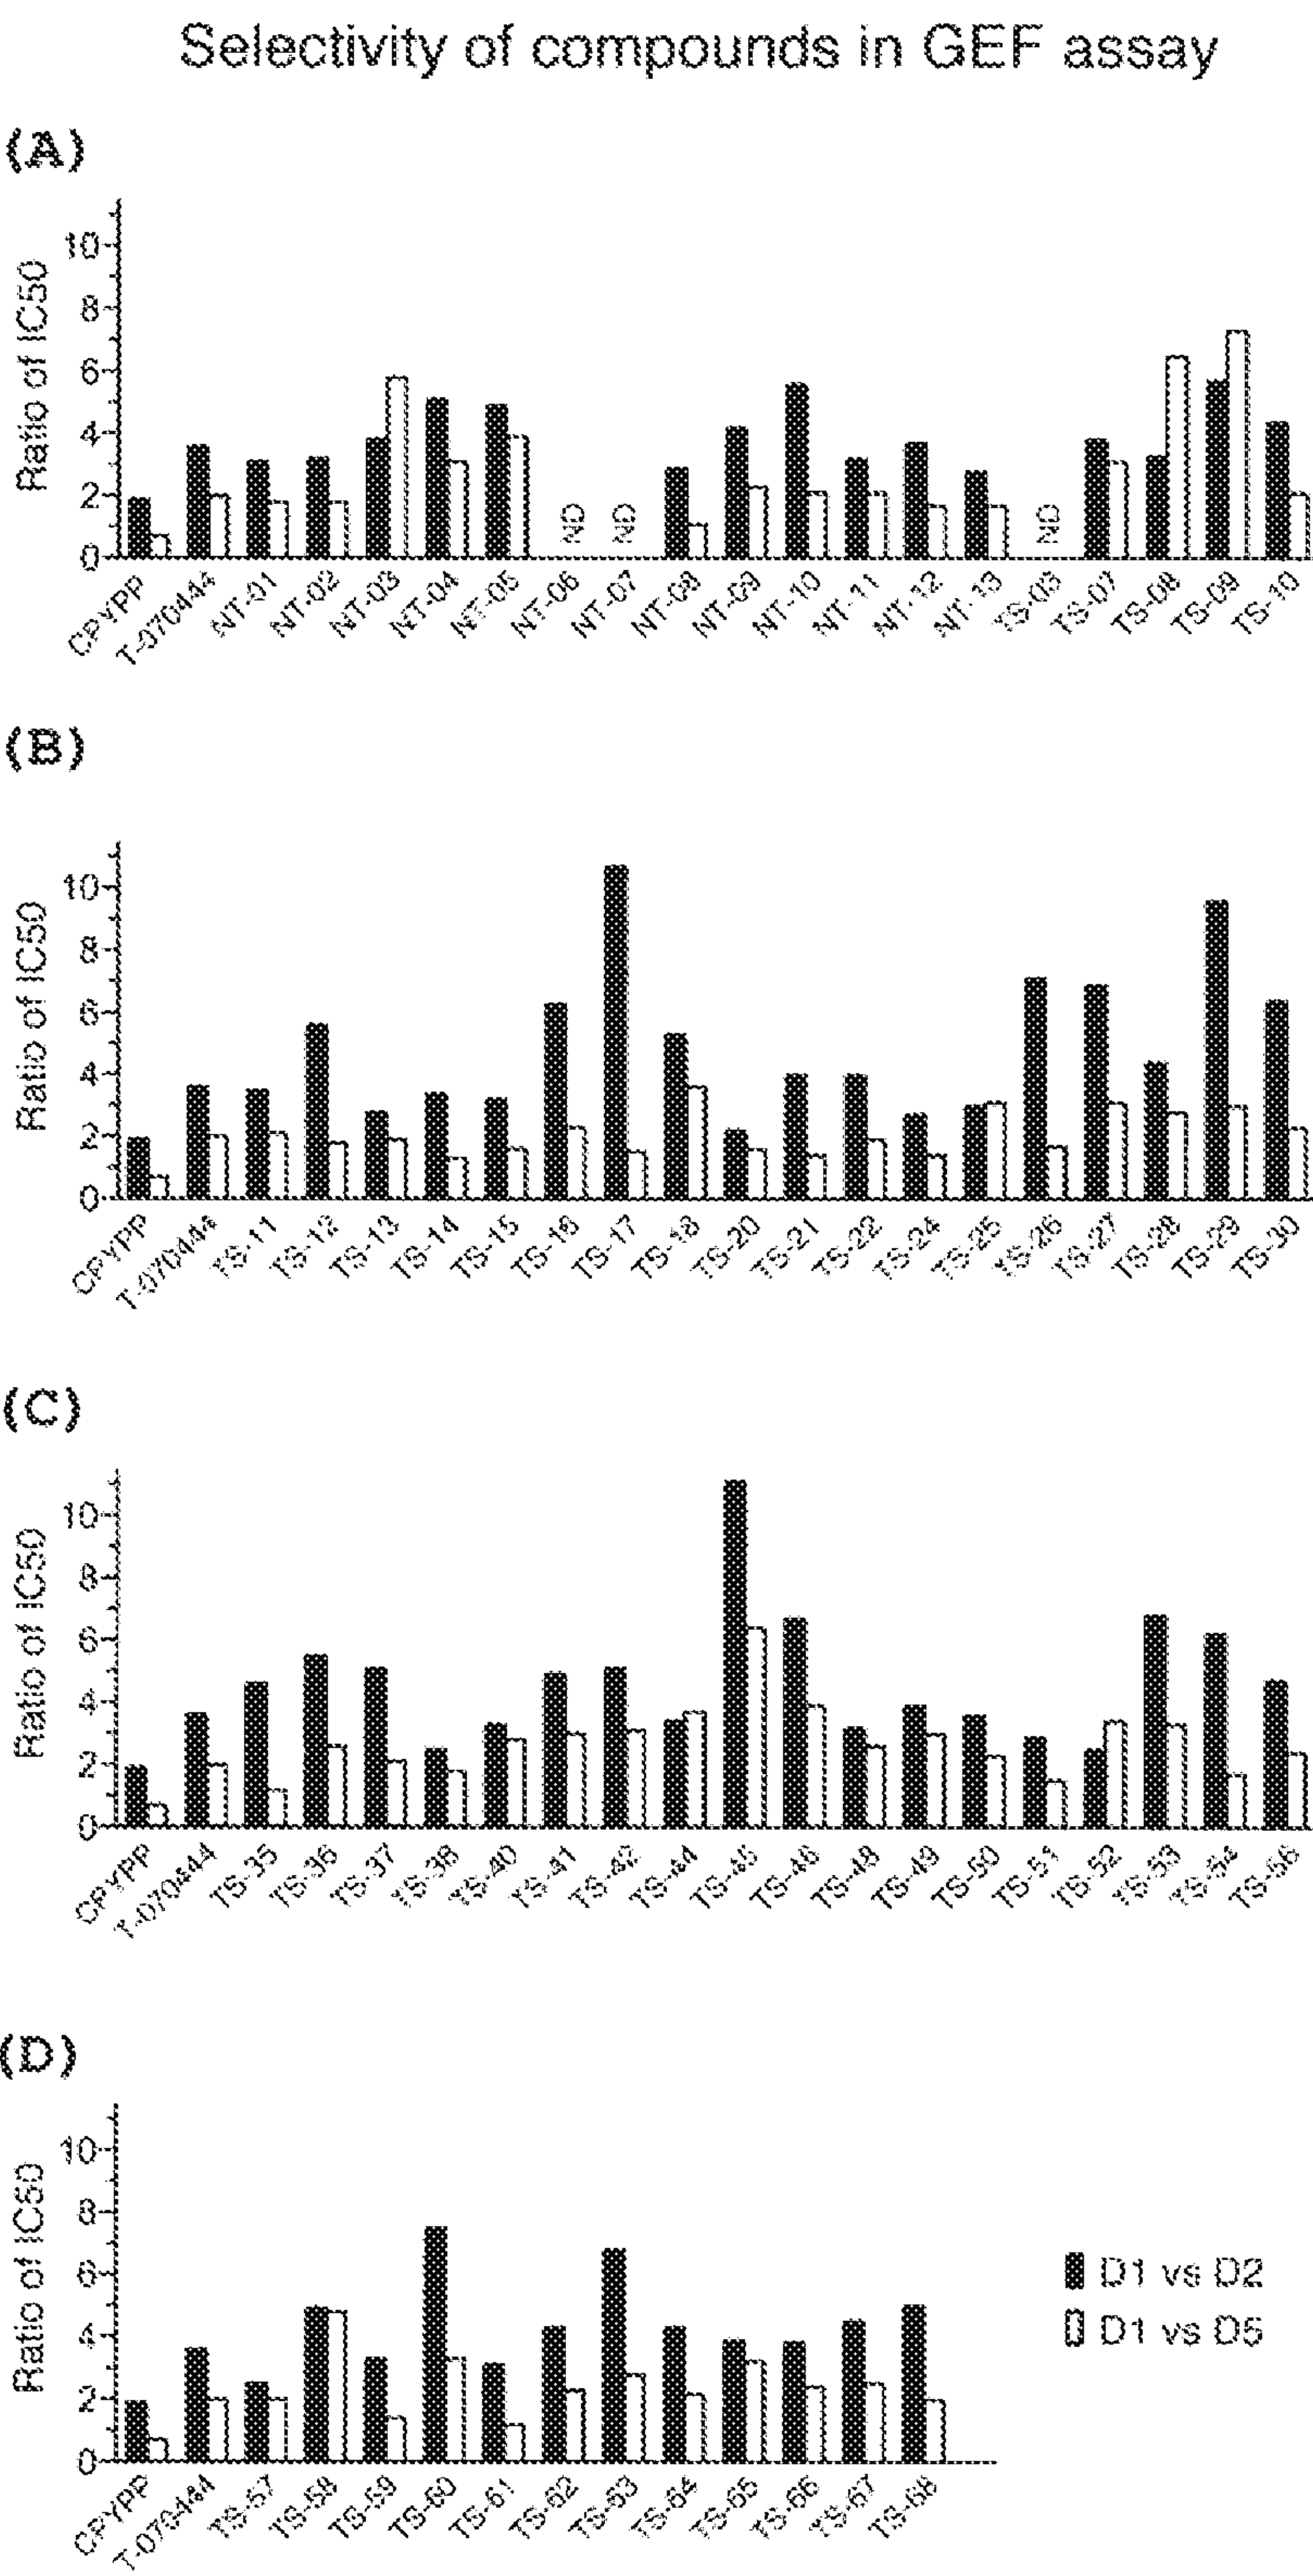 Selectivity of compounds in GEF assay
(A)
Ratio of IC50
10
8
6
4
2
0
ND
ND
ND
CPYPP
T-070444
NT-01
NT-02
NT-03
NT-04
NT-05
NT-06
NT-07
NT-08
NT-09
NT-10
NT-11
NT-12
NT-13
TS-03
TS-07
TS-08
TS-09
TS-10
(B)
Ratio of IC50
10
8
6
4
2
0
CPYPP
T-070444
TS-11
TS-12
TS-13
TS-14
TS-15
TS-16
TS-17
TS-18
TS-20
TS-21
TS-22
TS-24
TS-25
TS-26
TS-27
TS-28
TS-29
TS-30
(C)
Ratio of IC50
10
8
6
4
2
0
CPYPP
T-070444
TS-35
TS-36
TS-37
TS-38
TS-40
TS-41
TS-42
TS-44
TS-45
TS-46
TS-48
TS-49
TS-50
TS-51
TS-52
TS-53
TS-54
TS-56
(D)
Ratio of IC50
10
8
6
4
2
0
CPYPP
T-070444
TS-57
TS-58
TS-59
TS-60
TS-61
TS-62
TS-63
TS-64
TS-65
TS-66
TS-67
TS-68
D1 vs D2
D1 vs D5